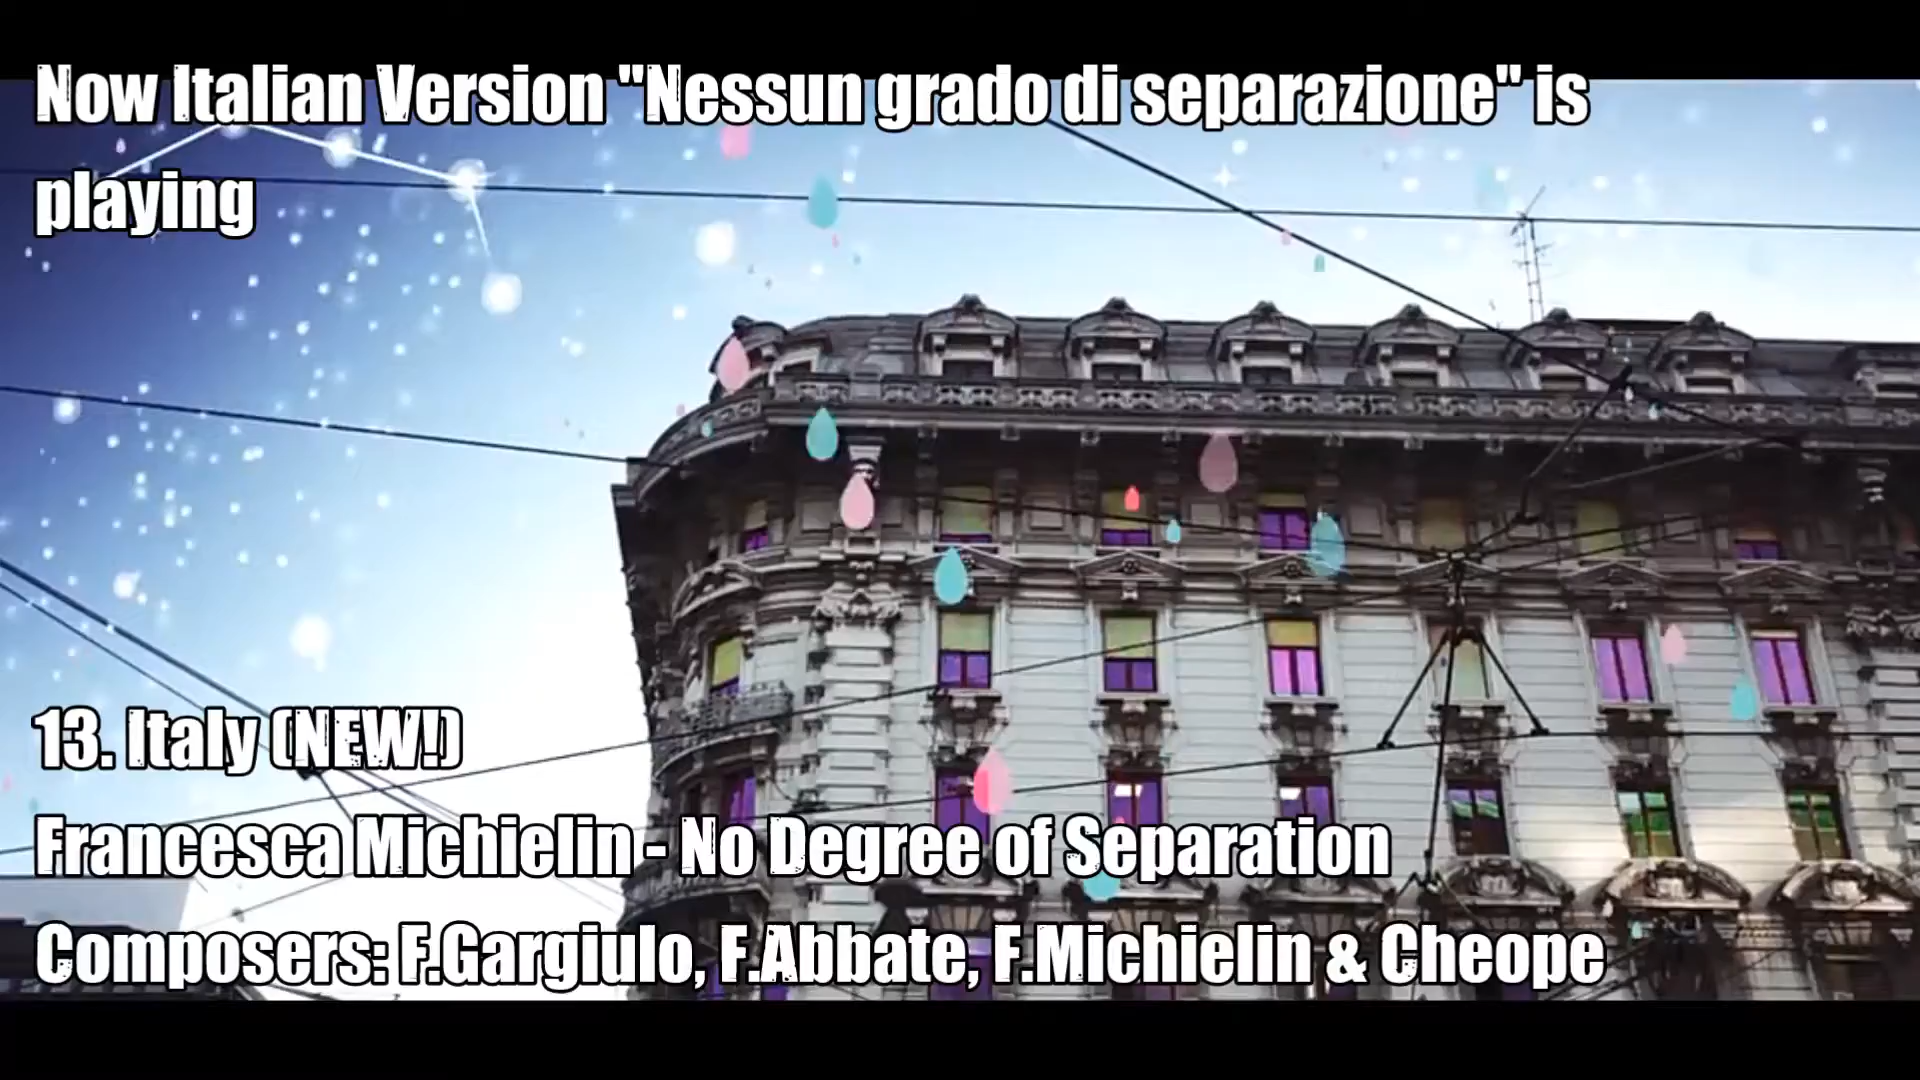 Now Italian Version "Nessun grado di separazione" is
playing
13. Italy (NEW!)
Francesca Michielin - No Degree of Separation
Composers: F.Gargiulo, F.Abbate, F.Michielin & Cheope